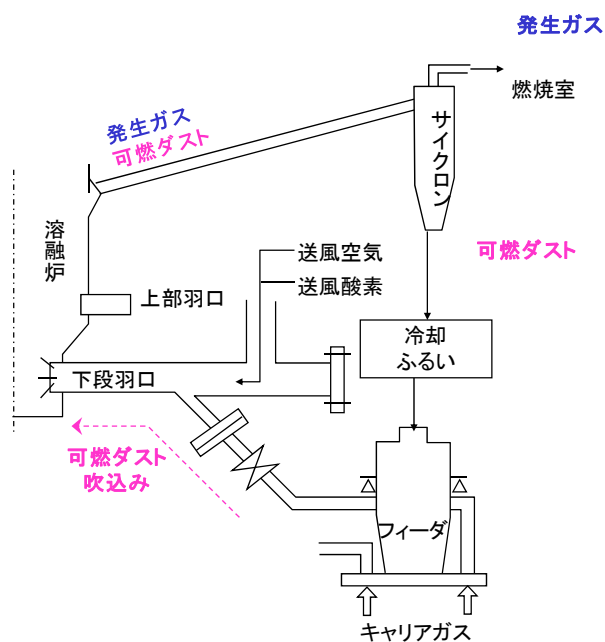 発生ガス
燃焼室
発生ガス
可燃ダスト
サイクロン
溶融炉
送風空気
可燃ダスト
送風酸素
上部羽口
冷却
ふるい
下段羽口
可燃ダスト
吹込み
フィーダ
キャリアガス